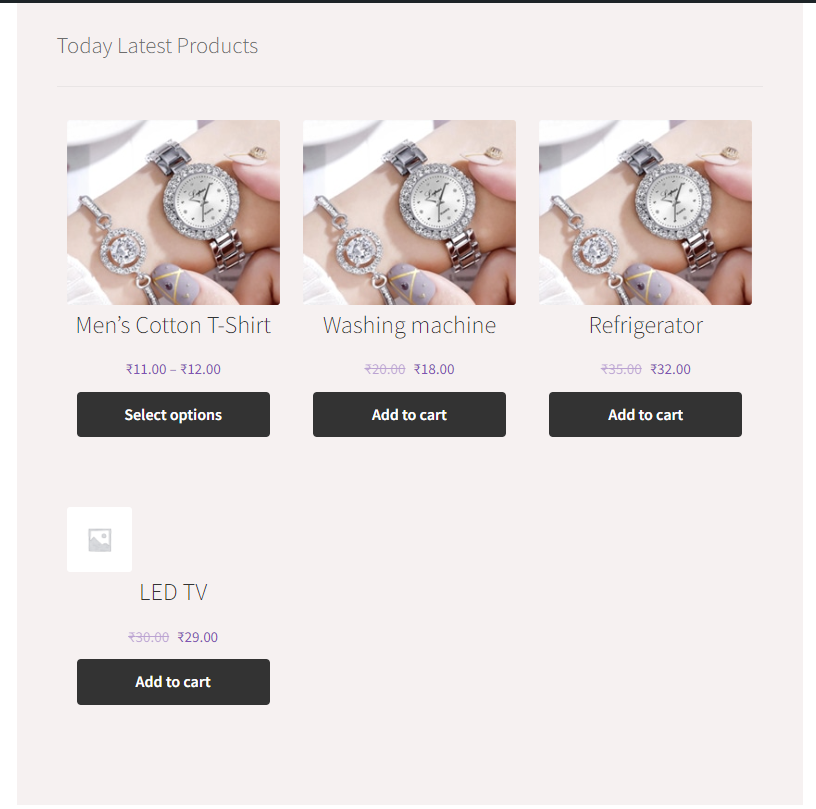 Today Latest Products
Men’s Cotton T-Shirt
₹11.00 – ₹12.00
Select options
Washing machine
₹20.00 ₹18.00
Add to cart
Refrigerator
₹35.00 ₹32.00
Add to cart
LED TV
₹30.00 ₹29.00
Add to cart